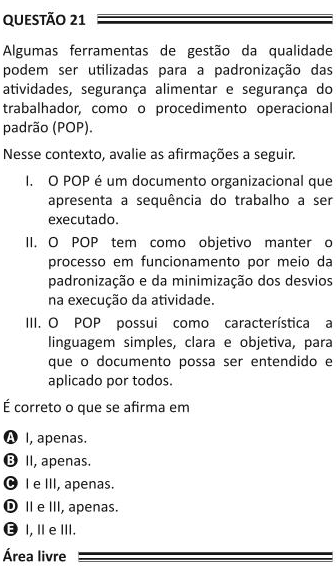 QUESTÃO 21
Algumas ferramentas de gestão da qualidade
podem ser utilizadas para a padronização das
atividades, segurança alimentar e segurança do
trabalhador, como o procedimento operacional
padrão (POP).
Nesse contexto, avalie as afirmações a seguir.
I. O POP é um documento organizacional que
apresenta a sequência do trabalho a ser
executado.
II. O POP tem como objetivo manter o
processo em funcionamento por meio da
padronização e da minimização dos desvios
na execução da atividade.
III. O POP possui como característica a
linguagem simples, clara e objetiva, para
que o documento possa ser entendido e
aplicado por todos.
É correto o que se afirma em
A I, apenas.
B II, apenas.
C I e III, apenas.
D II e III, apenas.
E I, II e III.
Área livre